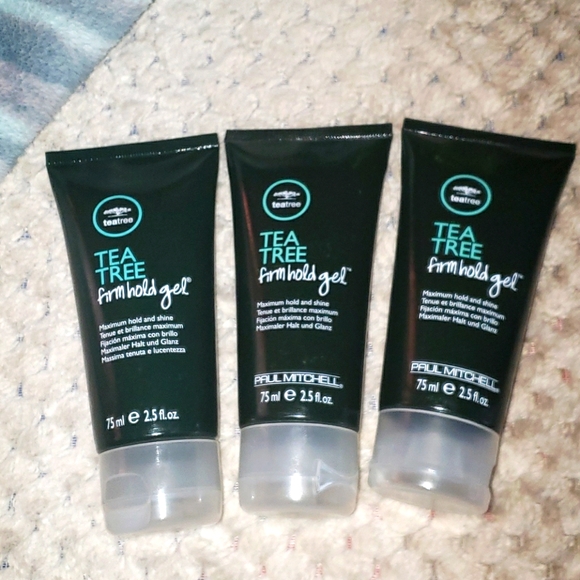 teatree
TEA
TREE
firm hold gel®
Maximum hold and shine
Tenue et brillance maximum
Fijación máxima con brillo
Maximaler Halt und Glanz
Massima tenuta e lucentezza
75 ml e 2.5 fl.oz.
teatree
TEA
TREE
firm hold gel™
Maximum hold and shine
Tenue et brillance maximum
Fijación máxima con brillo
Maximaler Halt und Glanz
PAUL MITCHELL®
75 ml e 2.5 fl.oz.
teatree
TEA
TREE
firm hold gel™
Maximum hold and shine
Tenue et brillance maximum
Fijación máxima con brillo
Maximaler Halt und Glanz
PAUL MITCHELL®
75 ml e 2.5 fl.oz.